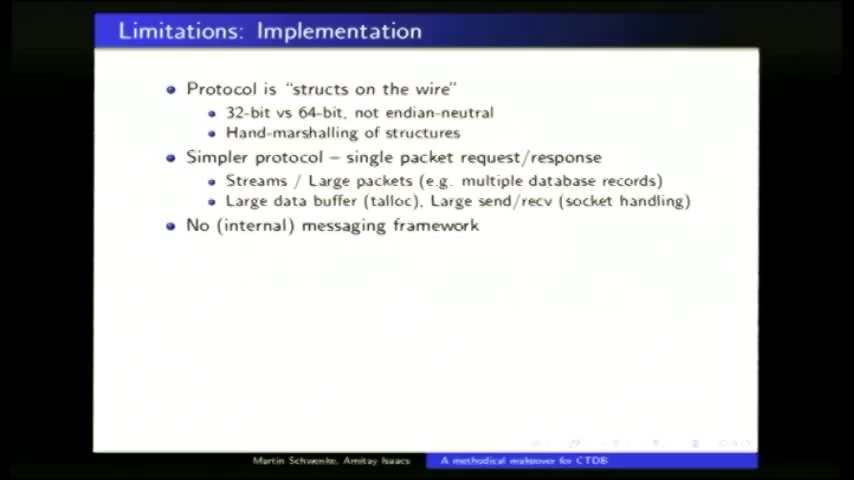 Limitations: Implementation
Protocol is "structs on the wire"
32-bit vs 64-bit, not endian-neutral
Hand-marshalling of structures
Simpler protocol – single packet request/response
Streams / Large packets (e.g. multiple database records)
Large data buffer (talloc), Large send/recv (socket handling)
No (internal) messaging framework
Martin Schwenke, Amitay Isaacs
A methodical makeover for CTDB